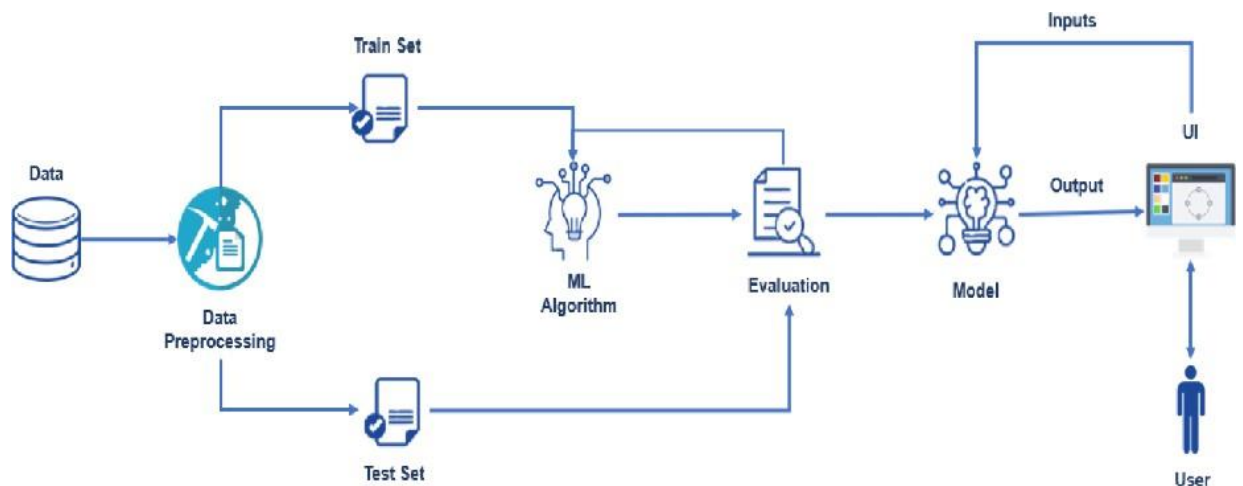 Inputs
Train Set
UI
Data
Output
ML
Algorithm
Evaluation
Model
Data
Preprocessing
Test Set
User